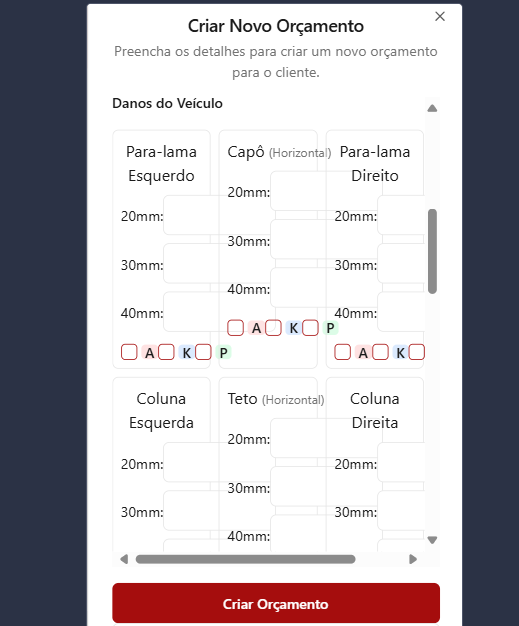 Criar Novo Orçamento
Preencha os detalhes para criar um novo orçamento
para o cliente.
Danos do Veículo
Para-lama
Esquerdo
20mm:
30mm:
40mm:
A K P
Capô (Horizontal)
20mm:
30mm:
40mm:
A K P
Para-lama
Direito
20mm:
30mm:
40mm:
A K
Coluna
Esquerda
20mm:
30mm:
Teto (Horizontal)
20mm:
30mm:
40mm:
Coluna
Direita
20mm:
30mm:
Criar Orçamento